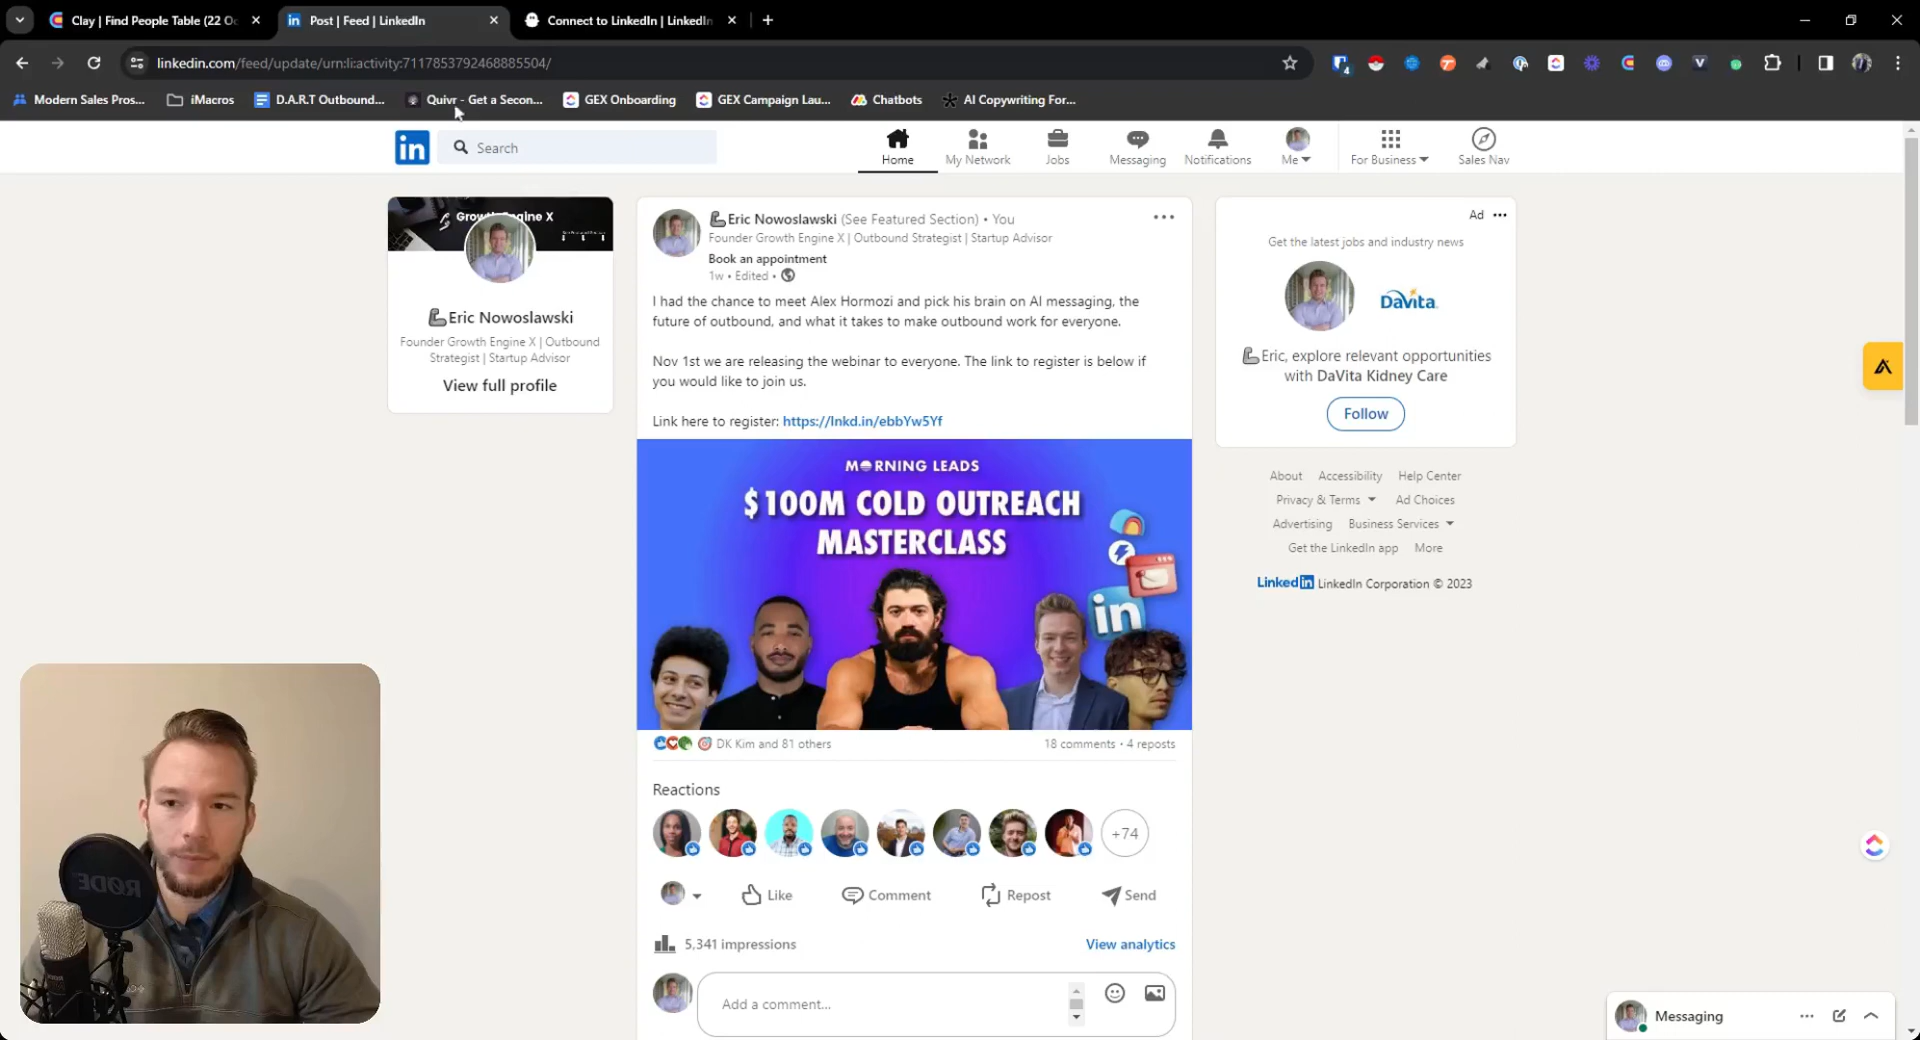 Clay | Find People Table (22 Oc
Post | Feed | LinkedIn
Connect to LinkedIn | LinkedIn
linkedin.com/feed/update/urn:li:activity:7117853792468885504/
Modern Sales Pros...
iMacros
D.A.R.T Outbound...
Quivr - Get a Secon...
GEX Onboarding
GEX Campaign Lau...
Chatbots
AI Copywriting For...
in
Search
Home
My Network
Jobs
Messaging
Notifications
Me
For Business
Sales Nav
Growth Engine X
Eric Nowoslawski
Founder Growth Engine X | Outbound
Strategist | Startup Advisor
View full profile
Eric Nowoslawski (See Featured Section) • You
Founder Growth Engine X | Outbound Strategist | Startup Advisor
Book an appointment
1w • Edited •
I had the chance to meet Alex Hormozi and pick his brain on AI messaging, the
future of outbound, and what it takes to make outbound work for everyone.
Nov 1st we are releasing the webinar to everyone. The link to register is below if
you would like to join us.
Link here to register: https://lnkd.in/ebbYw5Yf
MORNING LEADS
$100M COLD OUTREACH
MASTERCLASS
in
DK Kim and 81 others
18 comments • 4 reposts
Reactions
+74
Like
Comment
Repost
Send
5,341 impressions
View analytics
Add a comment...
Ad
Get the latest jobs and industry news
DaVita
Eric, explore relevant opportunities
with DaVita Kidney Care
Follow
About
Accessibility
Help Center
Privacy & Terms
Ad Choices
Advertising
Business Services
Get the LinkedIn app
More
LinkedIn LinkedIn Corporation © 2023
RØDE
Messaging